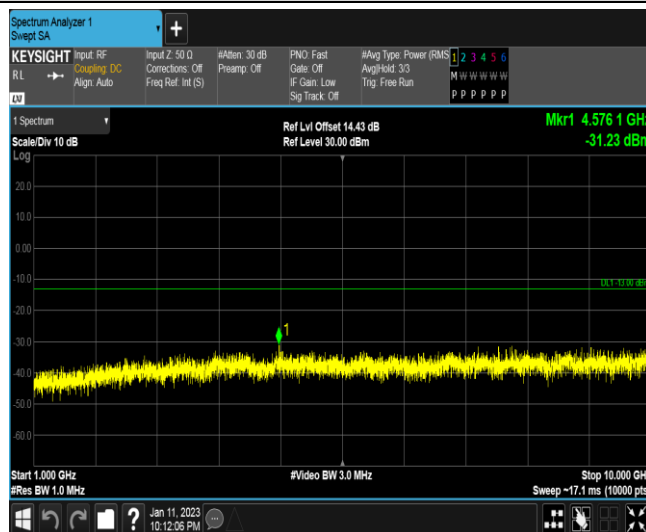 Spectrum Analyzer 1
Swept SA
KEYSIGHT Input: RF Input Z: 50 Ω #Atten: 30 dB PNO: Fast #Avg Type: Power (RMS 1 2 3 4 5 6
RL Coupling: DC Corrections: Off Preamp: Off Gate: Off Avg|Hold: 3/3 M W W W W W
Align: Auto Freq Ref: Int (S) IF Gain: Low Trig: Free Run
Sig Track: Off P P P P P P
LXI
1 Spectrum Ref Lvl Offset 14.43 dB Mkr1 4.576 1 GHz
Scale/Div 10 dB Ref Level 30.00 dBm -31.23 dBm
Log
20.0
10.0
0.00
-10.0
DL1 -13.00 dBm
-20.0
1
-30.0
-40.0
-50.0
-60.0
Start 1.000 GHz #Video BW 3.0 MHz Stop 10.000 GHz
#Res BW 1.0 MHz Sweep ~17.1 ms (10000 pts
? Jan 11, 2023
10:12:06 PM